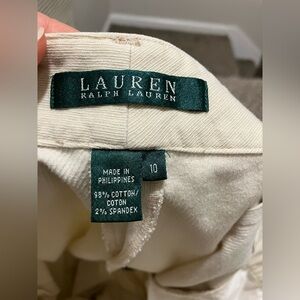 LAUREN
RALPH LAUREN
MADE IN
PHILIPPINES
10
98% COTTON/
COTON
2% SPANDEX